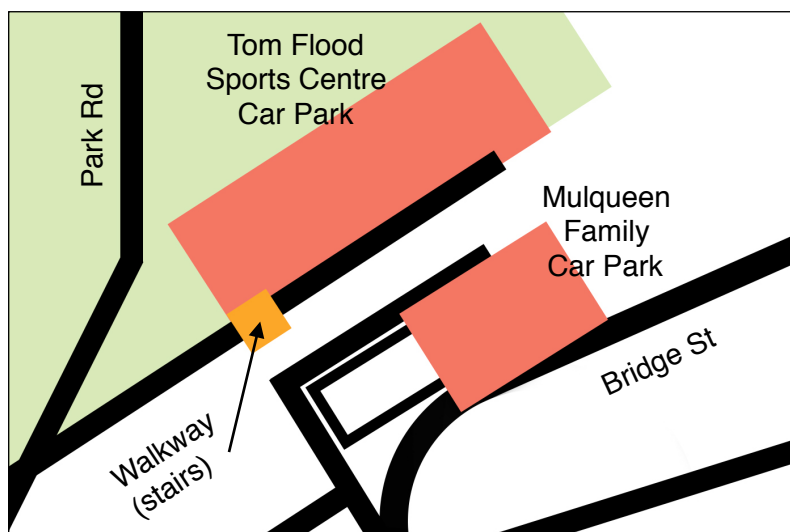 Tom Flood
Sports Centre
Car Park
Park Rd
Mulqueen
Family
Car Park
Bridge St
Walkway
(stairs)